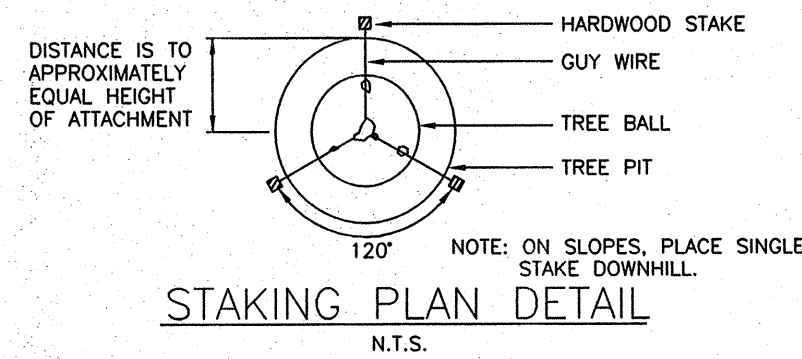 HARDWOOD STAKE
DISTANCE IS TO
APPROXIMATELY
EQUAL HEIGHT
OF ATTACHMENT
GUY WIRE
TREE BALL
TREE PIT
120°
NOTE: ON SLOPES, PLACE SINGLE
STAKE DOWNHILL.
STAKING PLAN DETAIL
N.T.S.